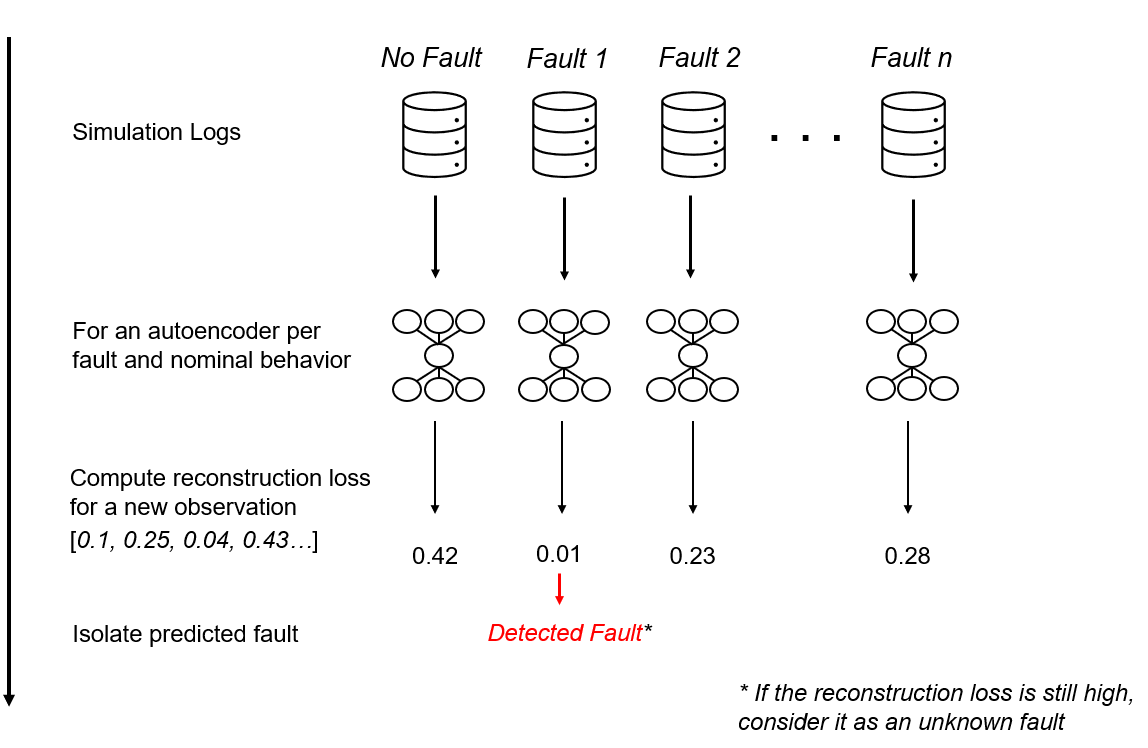 No Fault Fault 1 Fault 2 Fault n
Simulation Logs
. . .
For an autoencoder per
fault and nominal behavior
Compute reconstruction loss
for a new observation
[0.1, 0.25, 0.04, 0.43…]
0.42 0.01 0.23 0.28
Isolate predicted fault
Detected Fault*
* If the reconstruction loss is still high,
consider it as an unknown fault